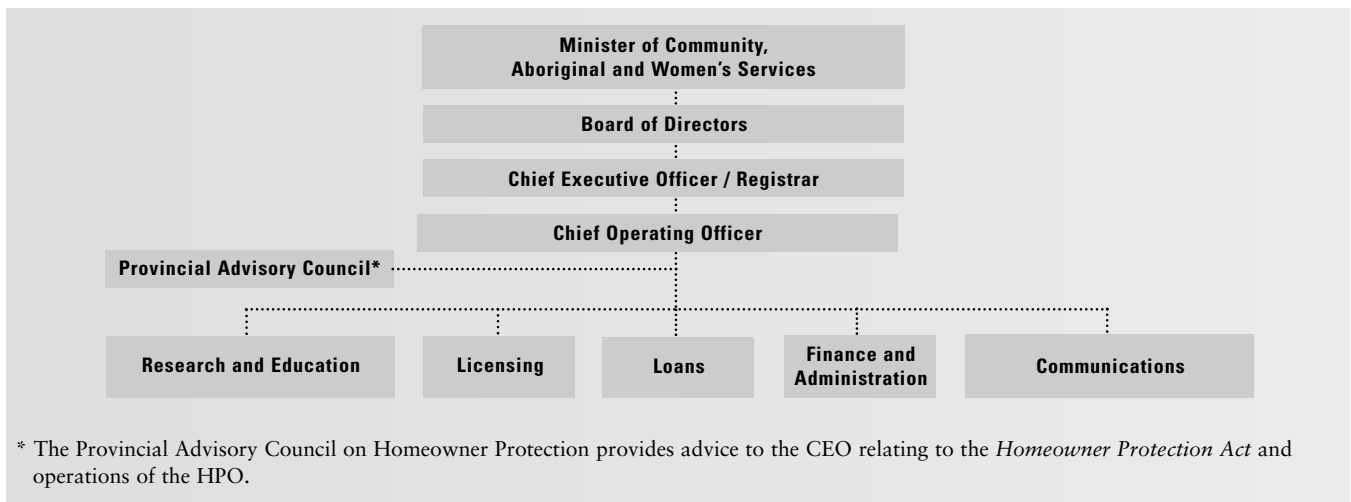 Minister of Community,
Aboriginal and Women's Services
Board of Directors
Chief Executive Officer / Registrar
Chief Operating Officer
Provincial Advisory Council*
Research and Education
Licensing
Loans
Finance and
Administration
Communications
* The Provincial Advisory Council on Homeowner Protection provides advice to the CEO relating to the Homeowner Protection Act and
operations of the HPO.